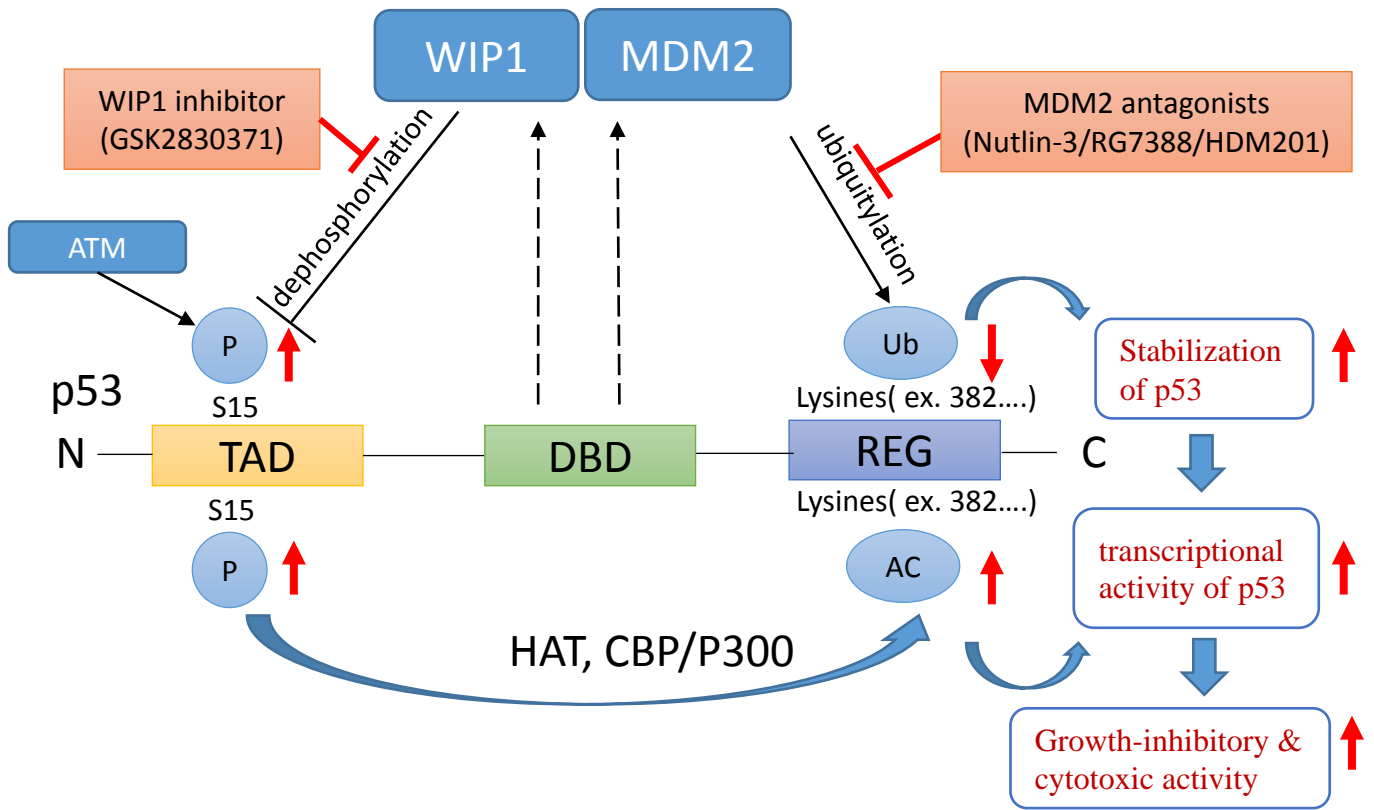 WIP1
MDM2
WIP1 inhibitor
(GSK2830371)
MDM2 antagonists
(Nutlin-3/RG7388/HDM201)
dephosphorylation
ubiquitylation
ATM
P
Ub
Stabilization
of p53
S15
Lysines( ex. 382....)
p53
N
TAD
DBD
REG
C
S15
Lysines( ex. 382....)
P
AC
transcriptional
activity of p53
HAT, CBP/P300
Growth-inhibitory &
cytotoxic activity